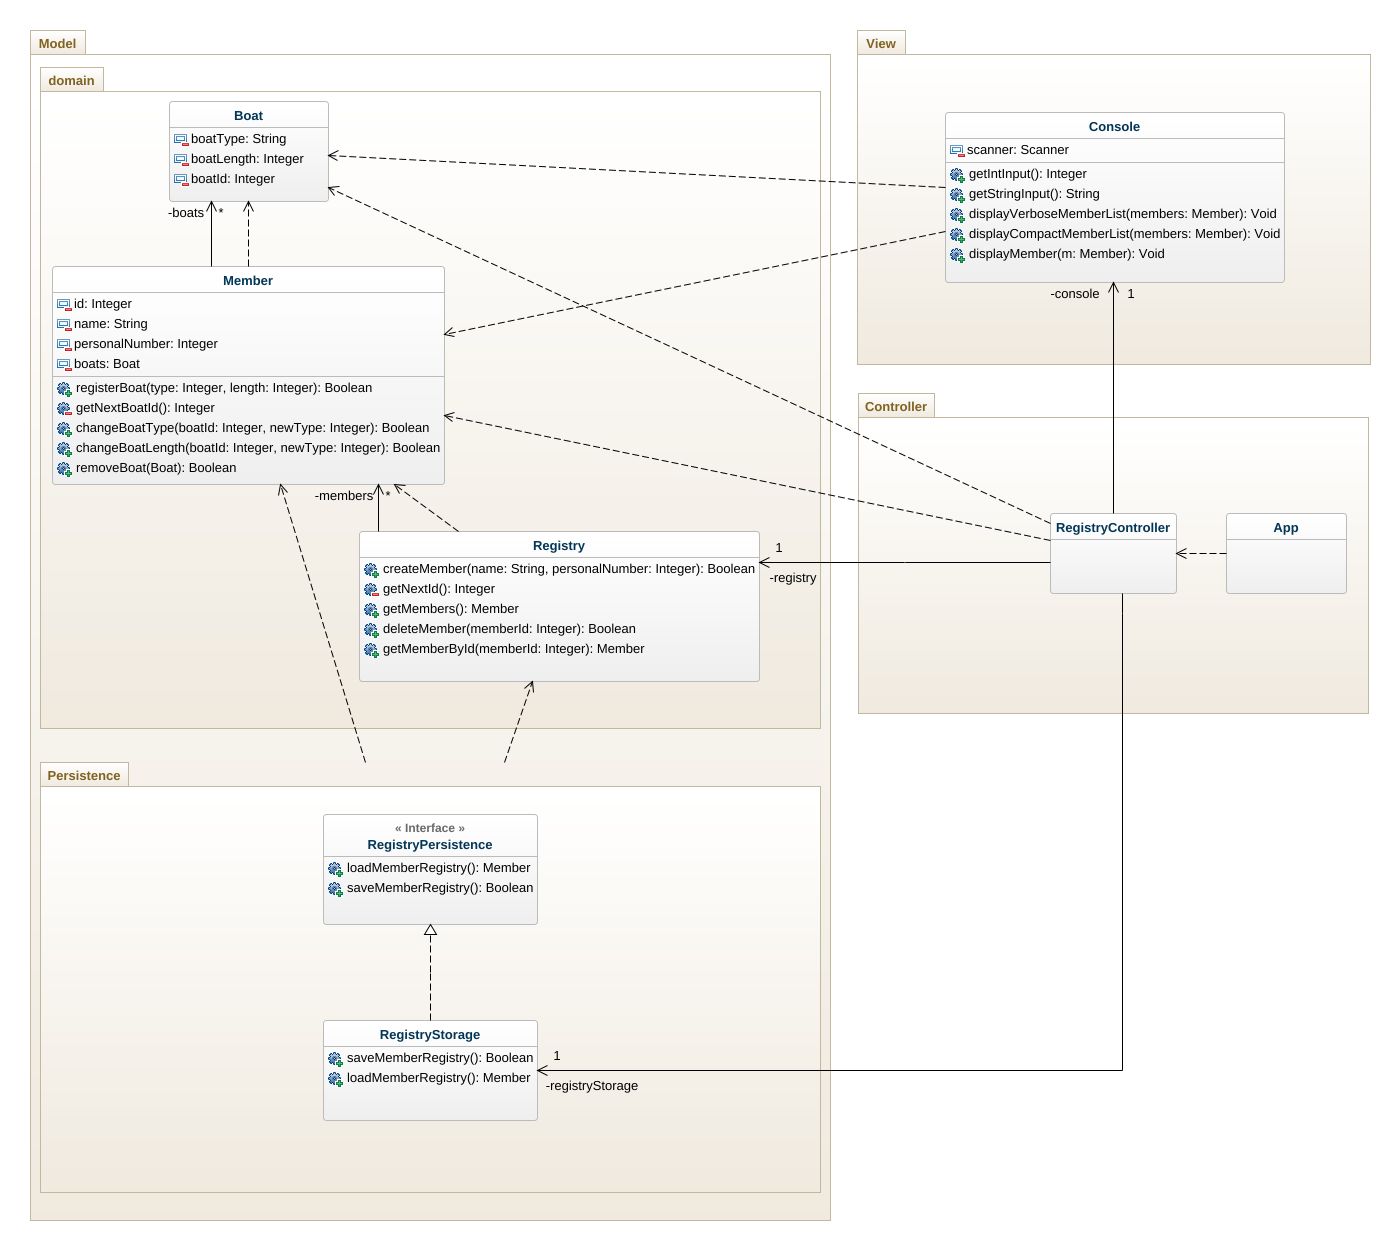 Model
domain
Boat
boatType: String
boatLength: Integer
boatId: Integer
-boats
*
Member
id: Integer
name: String
personalNumber: Integer
boats: Boat
registerBoat(type: Integer, length: Integer): Boolean
getNextBoatId(): Integer
changeBoatType(boatId: Integer, newType: Integer): Boolean
changeBoatLength(boatId: Integer, newType: Integer): Boolean
removeBoat(Boat): Boolean
-members
*
Registry
createMember(name: String, personalNumber: Integer): Boolean
getNextId(): Integer
getMembers(): Member
deleteMember(memberId: Integer): Boolean
getMemberById(memberId: Integer): Member
1
-registry
Persistence
« Interface »
RegistryPersistence
loadMemberRegistry(): Member
saveMemberRegistry(): Boolean
RegistryStorage
saveMemberRegistry(): Boolean
loadMemberRegistry(): Member
1
-registryStorage
View
Console
scanner: Scanner
getIntInput(): Integer
getStringInput(): String
displayVerboseMemberList(members: Member): Void
displayCompactMemberList(members: Member): Void
displayMember(m: Member): Void
-console
1
Controller
RegistryController
App